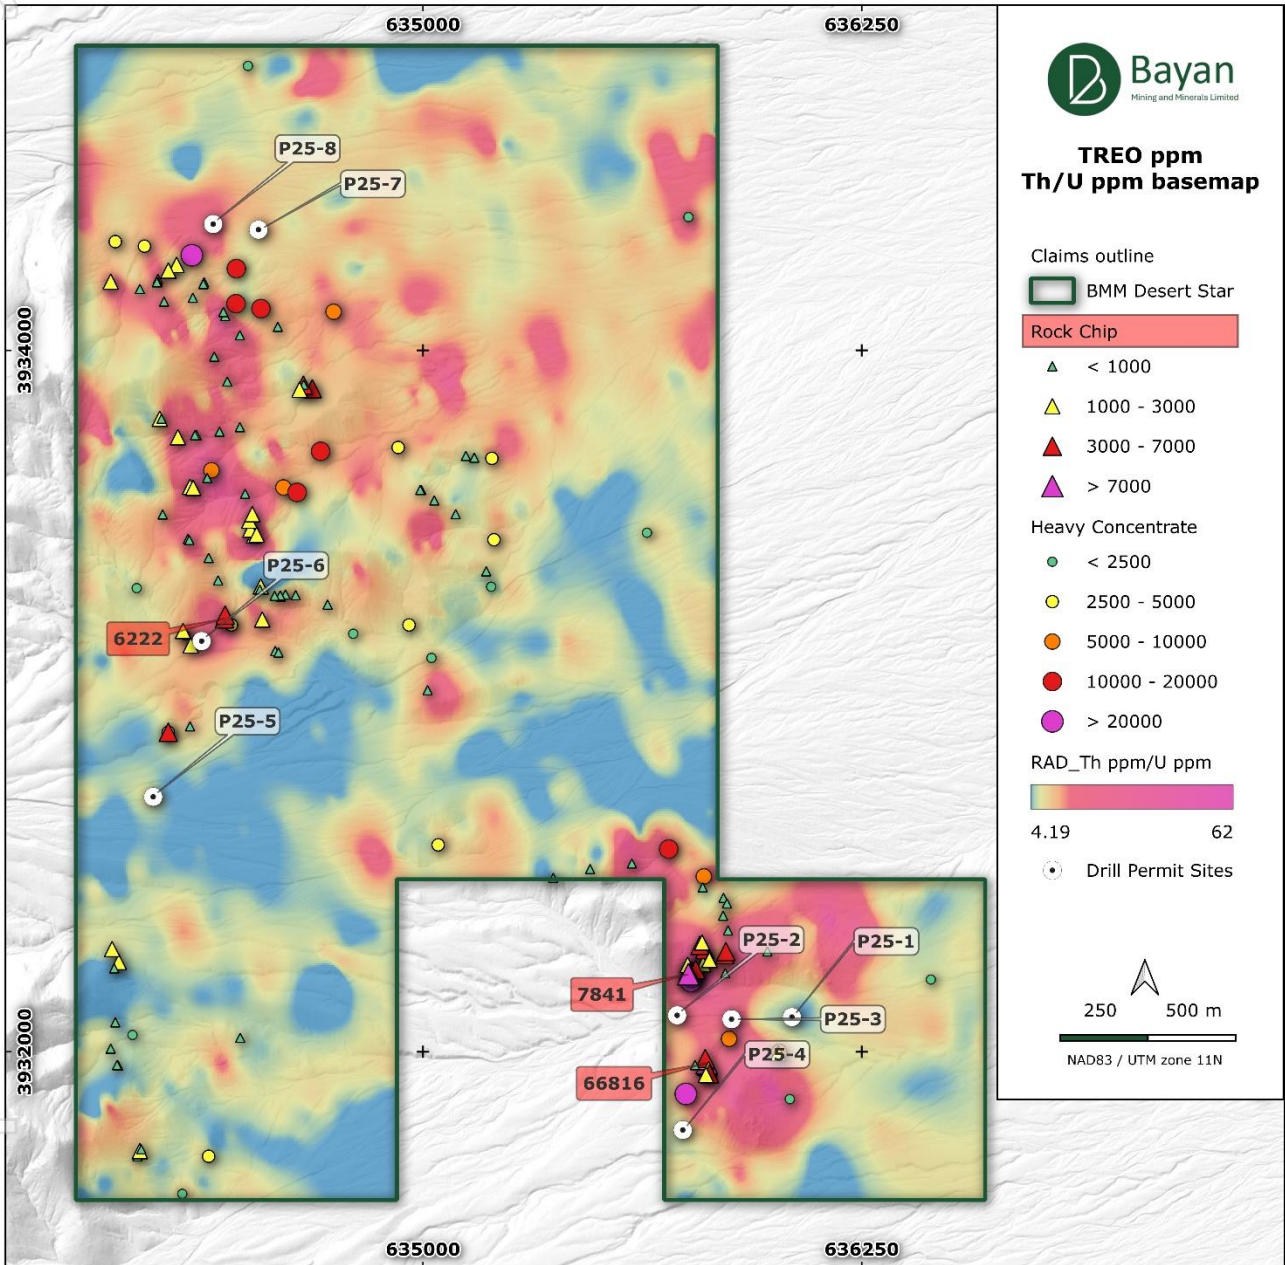 635000
636250
P25-8
P25-7
3934000
P25-6
6222
P25-5
P25-2
P25-1
7841
P25-3
P25-4
66816
3932000
635000
636250
Bayan
Mining and Minerals Limited
TREO ppm
Th/U ppm basemap
Claims outline
BMM Desert Star
Rock Chip
< 1000
1000 - 3000
3000 - 7000
> 7000
Heavy Concentrate
< 2500
2500 - 5000
5000 - 10000
10000 - 20000
> 20000
RAD_Th ppm/U ppm
4.19 62
Drill Permit Sites
250 500 m
NAD83 / UTM zone 11N